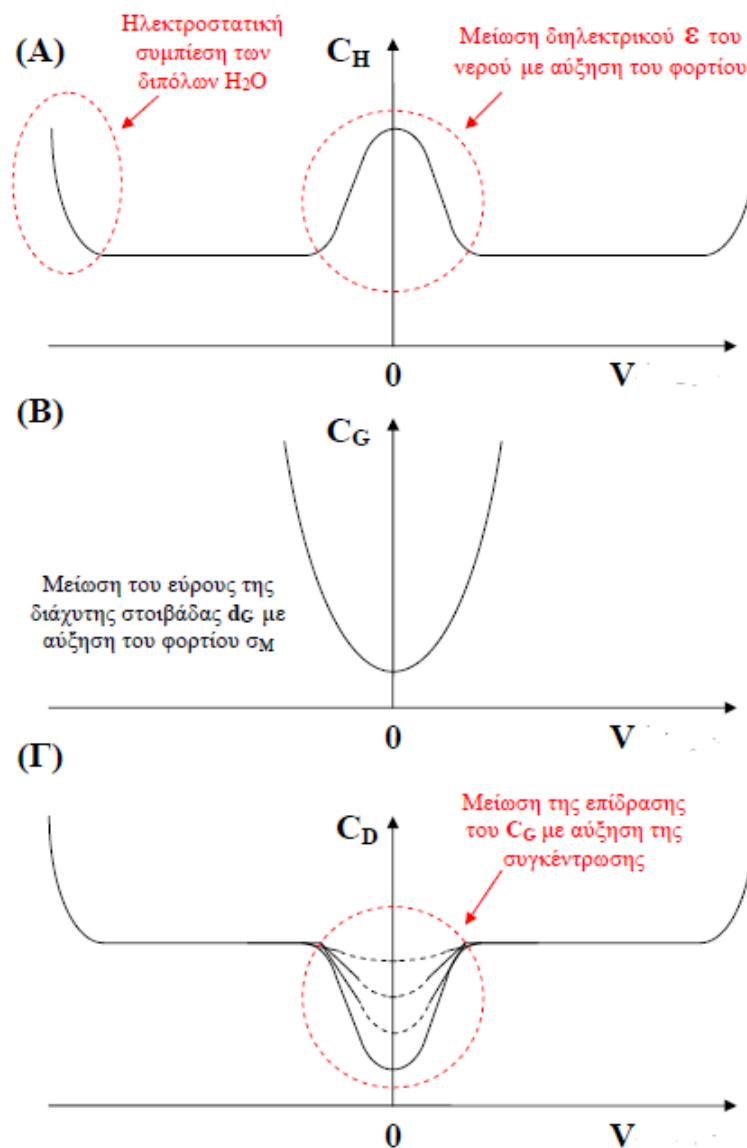 (Α)
Ηλεκτροστατική
συμπίεση των
διπόλων H2O
CH
Μείωση διηλεκτρικού ε του
νερού με αύξηση του φορτίου
0
V
(Β)
CG
Μείωση του εύρους της
διάχυτης στοιβάδας dG με
αύξηση του φορτίου σM
0
V
(Γ)
CD
Μείωση της επίδρασης
του CG με αύξηση της
συγκέντρωσης